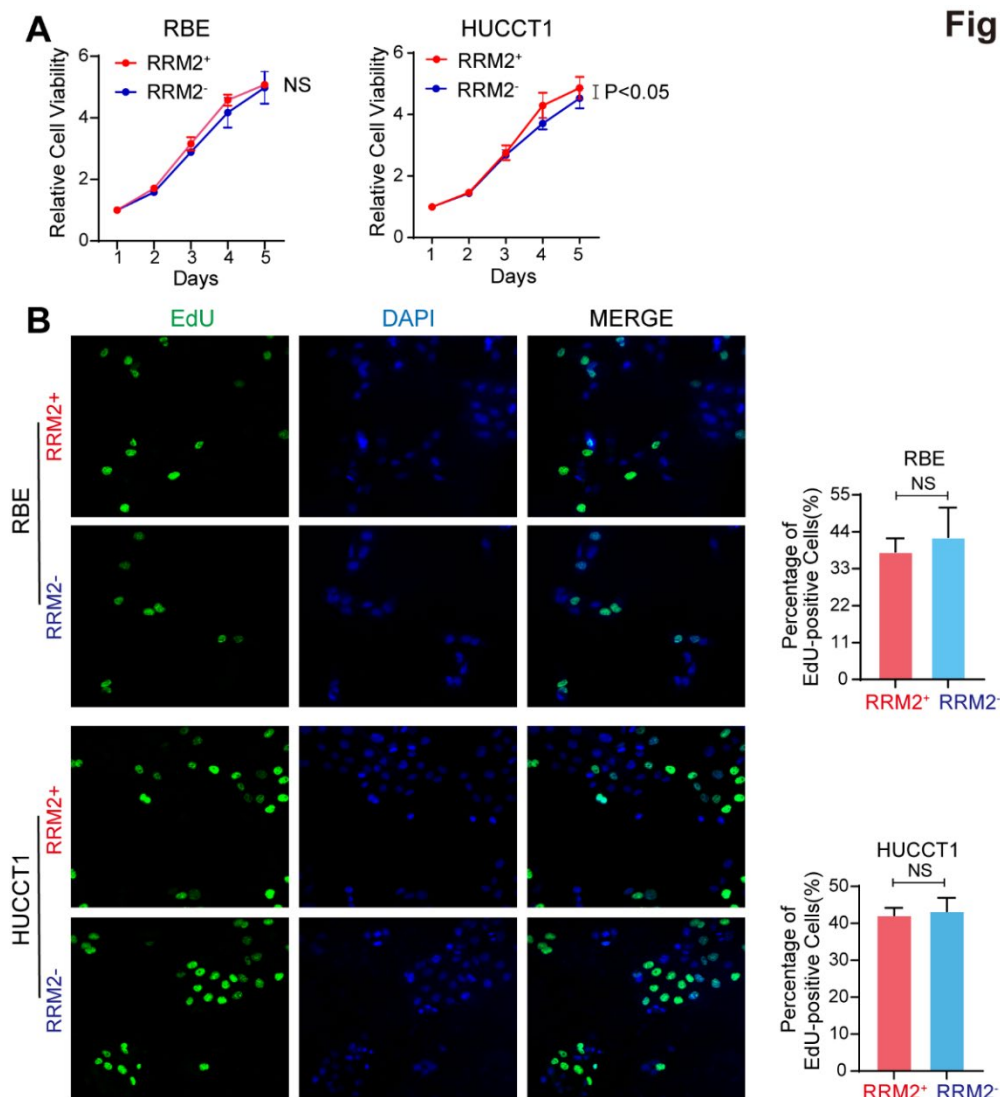 Fig
A
RBE
RRM2⁺
RRM2⁻
NS
Relative Cell Viability
6
4
2
0
1 2 3 4 5
Days
HUCCT1
RRM2⁺
RRM2⁻
P<0.05
Relative Cell Viability
6
4
2
0
1 2 3 4 5
Days
B
EdU DAPI MERGE
RBE
RRM2+
RRM2-
HUCCT1
RRM2+
RRM2-
RBE
NS
Percentage of
EdU-positive Cells(%)
55
44
33
22
11
0
RRM2⁺ RRM2⁻
HUCCT1
NS
Percentage of
EdU-positive Cells(%)
50
40
30
20
10
0
RRM2⁺ RRM2⁻